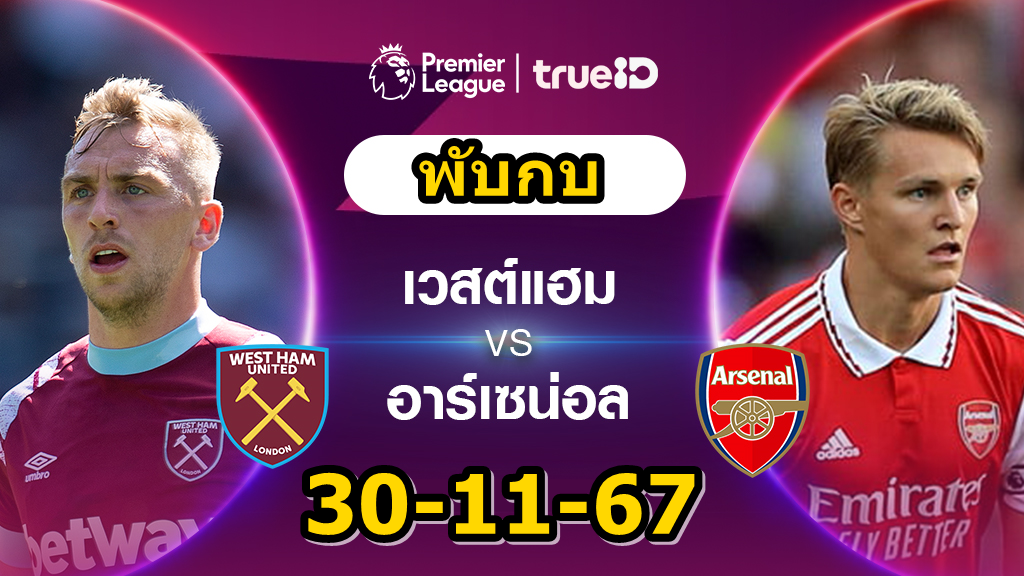 Premier League | trueID
พับกบ
เวสต์แฮม
VS
อาร์เซน่อล
WEST HAM
UNITED
LONDON
Arsenal
30-11-67
WEST HAM
UNITED
umbro
betway
Arsenal
adidas
Emirates
FLY BETTER